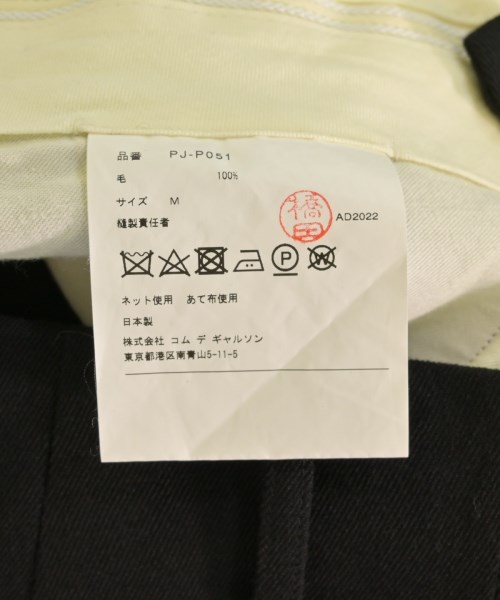 品番 PJ-P051
毛 100%
サイズ M
縫製責任者 橋田 AD2022
P W
ネット使用 あて布使用
日本製
株式会社 コム デ ギャルソン
東京都港区南青山5-11-5